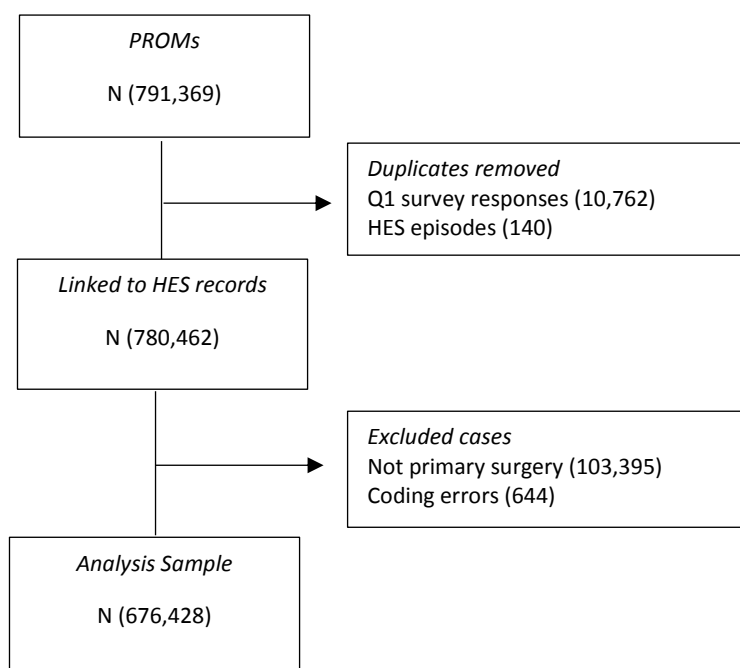 PROMs
N (791,369)
Duplicates removed
Q1 survey responses (10,762)
HES episodes (140)
Linked to HES records
N (780,462)
Excluded cases
Not primary surgery (103,395)
Coding errors (644)
Analysis Sample
N (676,428)